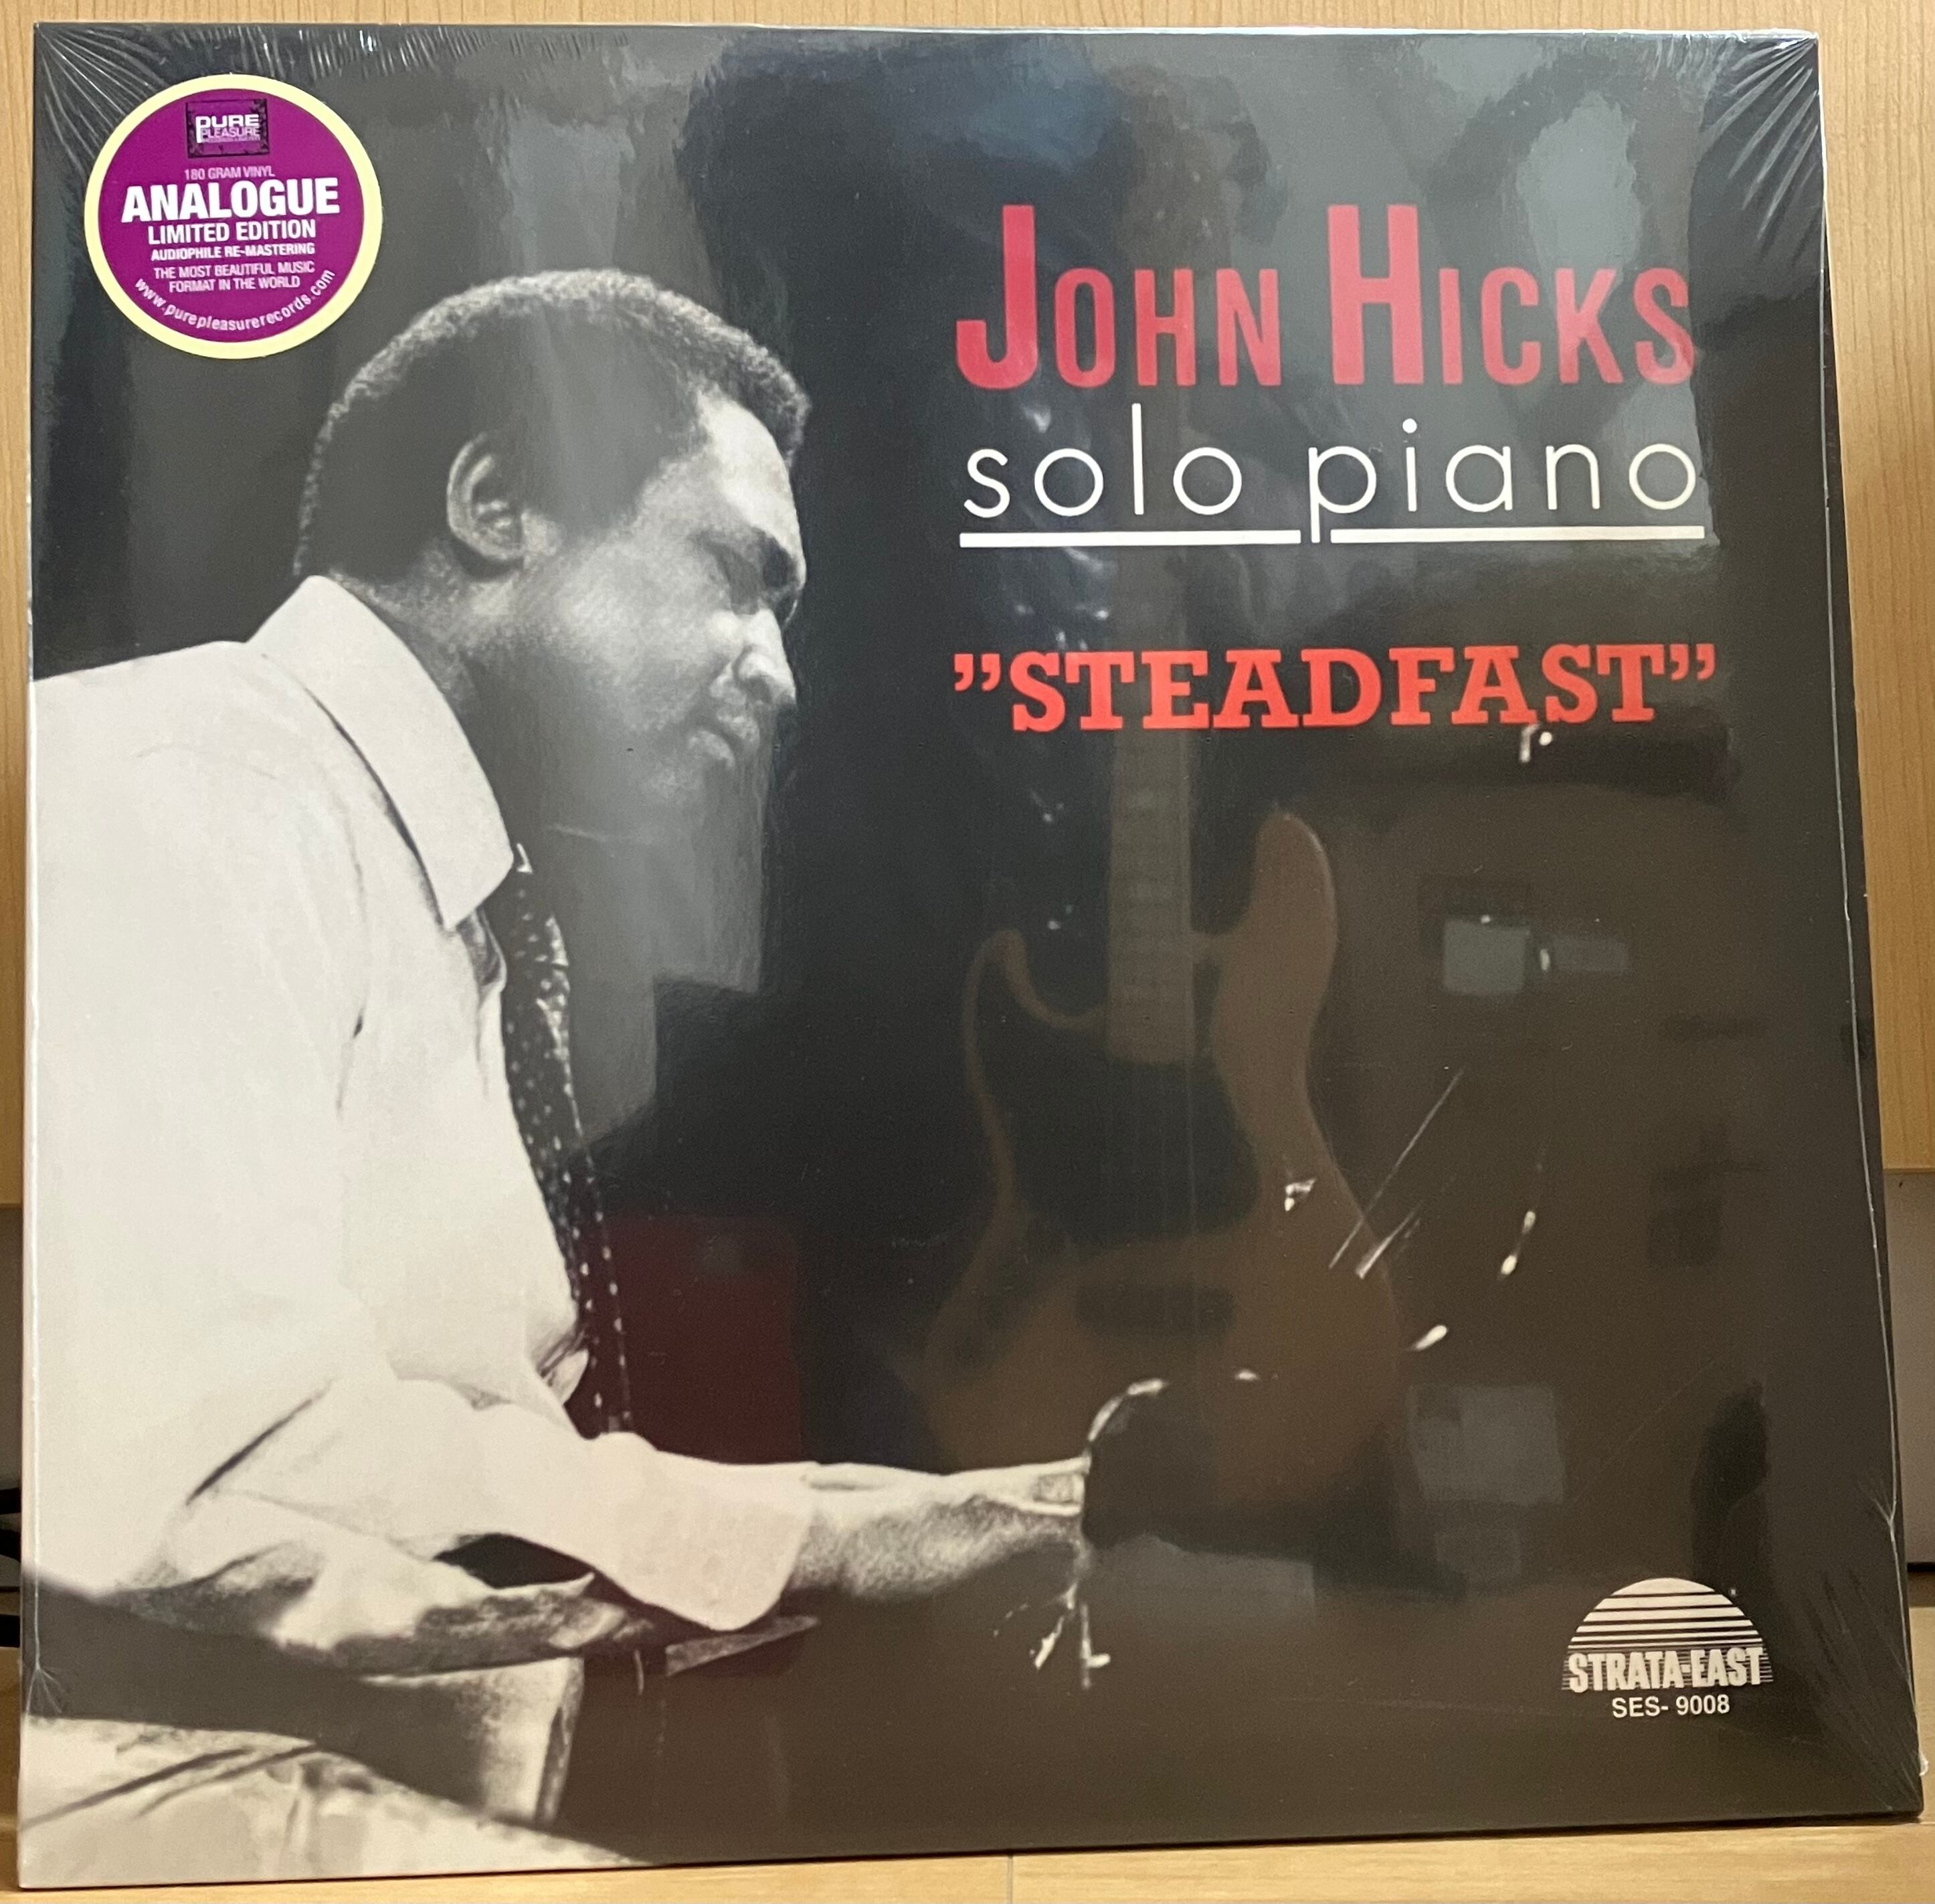 PURE
PLEASURE
180 GRAM VINYL
ANALOGUE
LIMITED EDITION
AUDIOPHILE RE-MASTERING
THE MOST BEAUTIFUL MUSIC
FORMAT IN THE WORLD
www.purepleasurerecords.com
JOHN HICKS
solo piano
”STEADFAST”
STRATA-EAST
SES- 9008